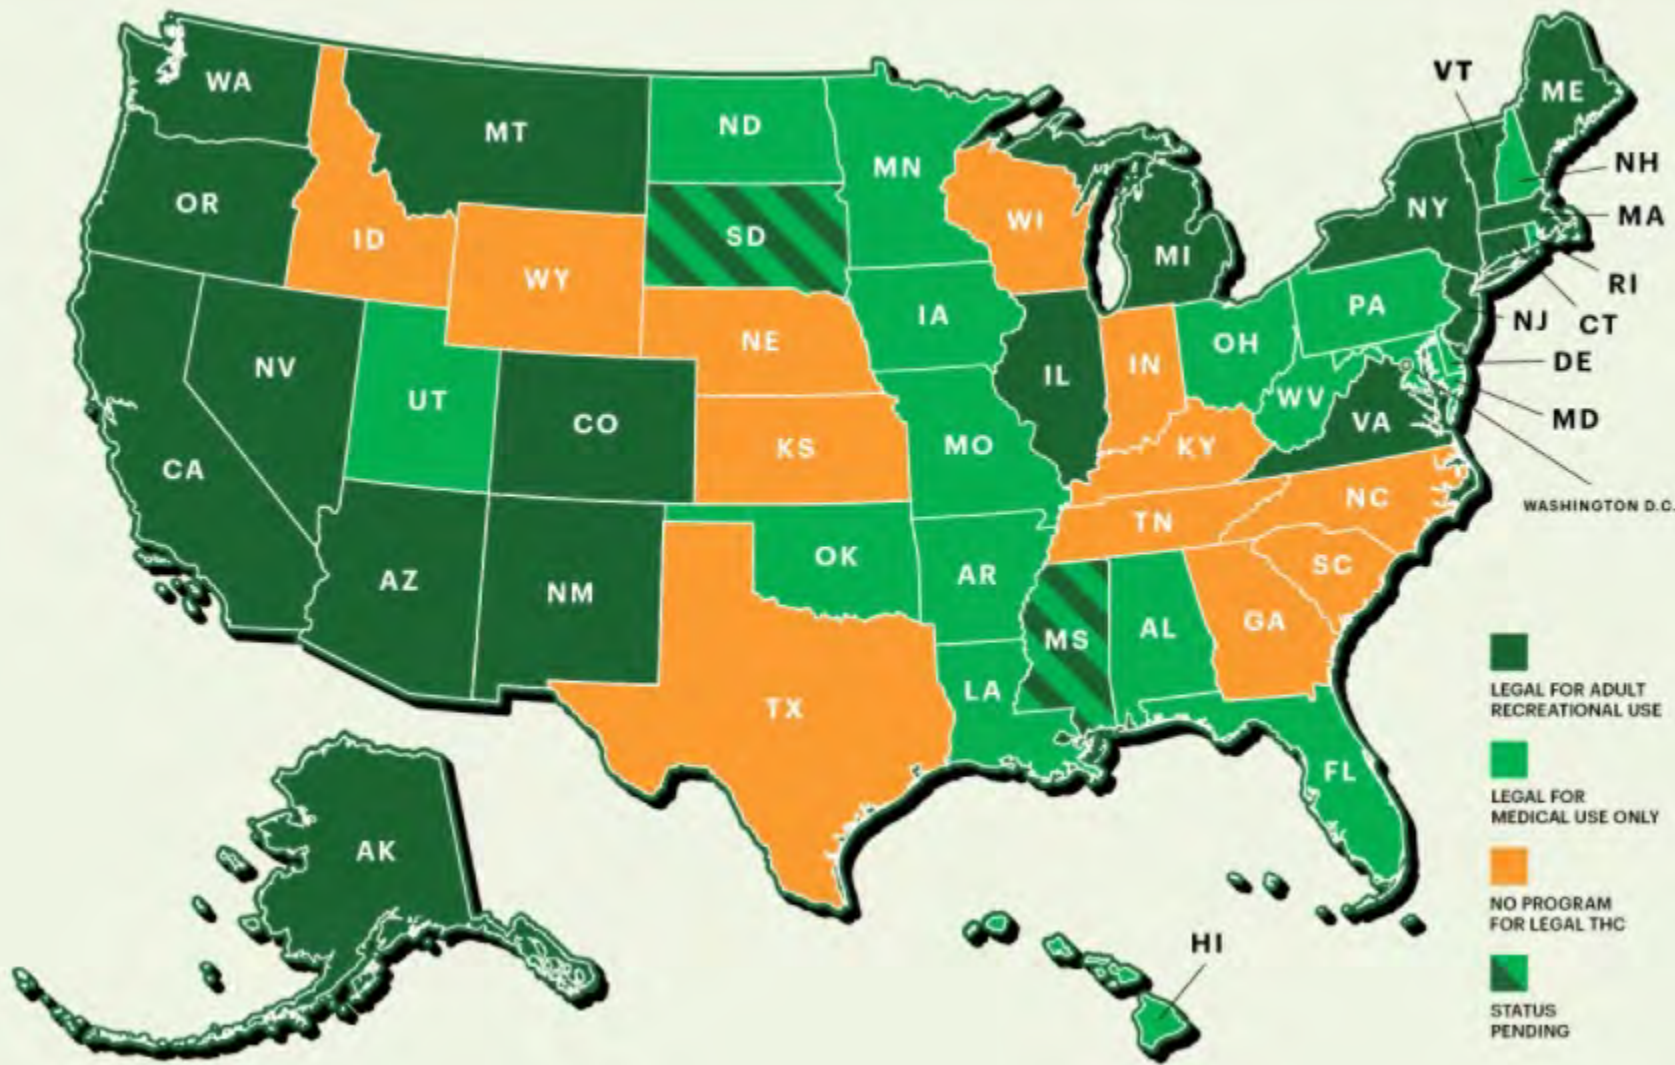 WA
MT
ND
MN
VT
ME
OR
ID
SD
WI
NY
NH
MA
WY
MI
RI
IA
PA
NJ
CT
NE
OH
DE
NV
UT
IL
IN
WV
MD
CO
VA
CA
KS
MO
KY
NC
WASHINGTON D.C.
TN
AZ
NM
OK
AR
SC
MS
AL
GA
TX
LA
FL
AK
HI
LEGAL FOR ADULT
RECREATIONAL USE
LEGAL FOR
MEDICAL USE ONLY
NO PROGRAM
FOR LEGAL THC
STATUS
PENDING